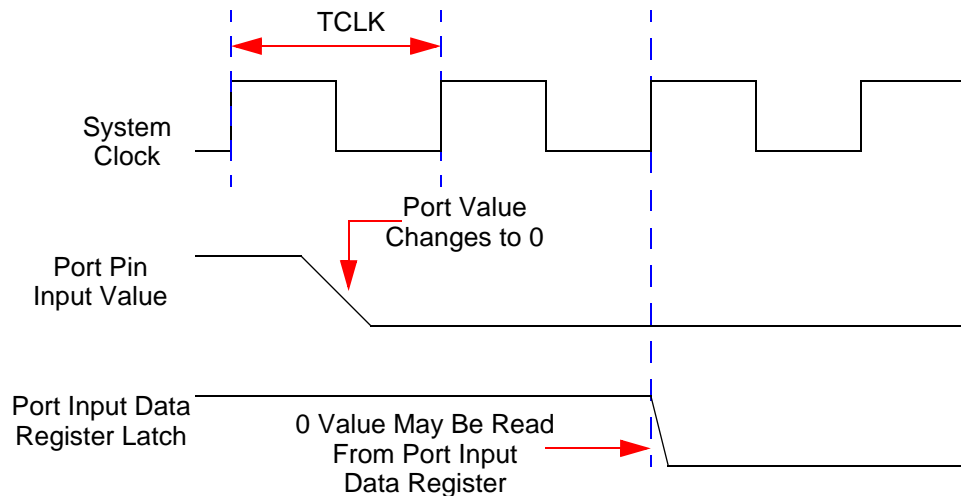 TCLK
System
Clock
Port Value
Changes to 0
Port Pin
Input Value
Port Input Data
Register Latch
0 Value May Be Read
From Port Input
Data Register